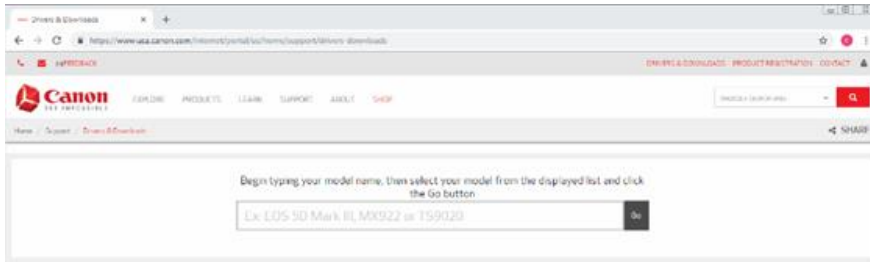 Drivers & Downloads
https://www.usa.canon.com/internet/portal/us/home/support/drivers-downloads
FEEDBACK
DRIVERS & DOWNLOADS PRODUCT REGISTRATION CONTACT
Canon
SEE IMPOSSIBLE
EXPLORE PRODUCTS LEARN SUPPORT ABOUT SHOP
Home / Support / Drivers & Downloads
SHARE
Begin typing your model name, then select your model from the displayed list and click
the Go button
Ex: EOS 5D Mark III, MX922 or TS9020
Go